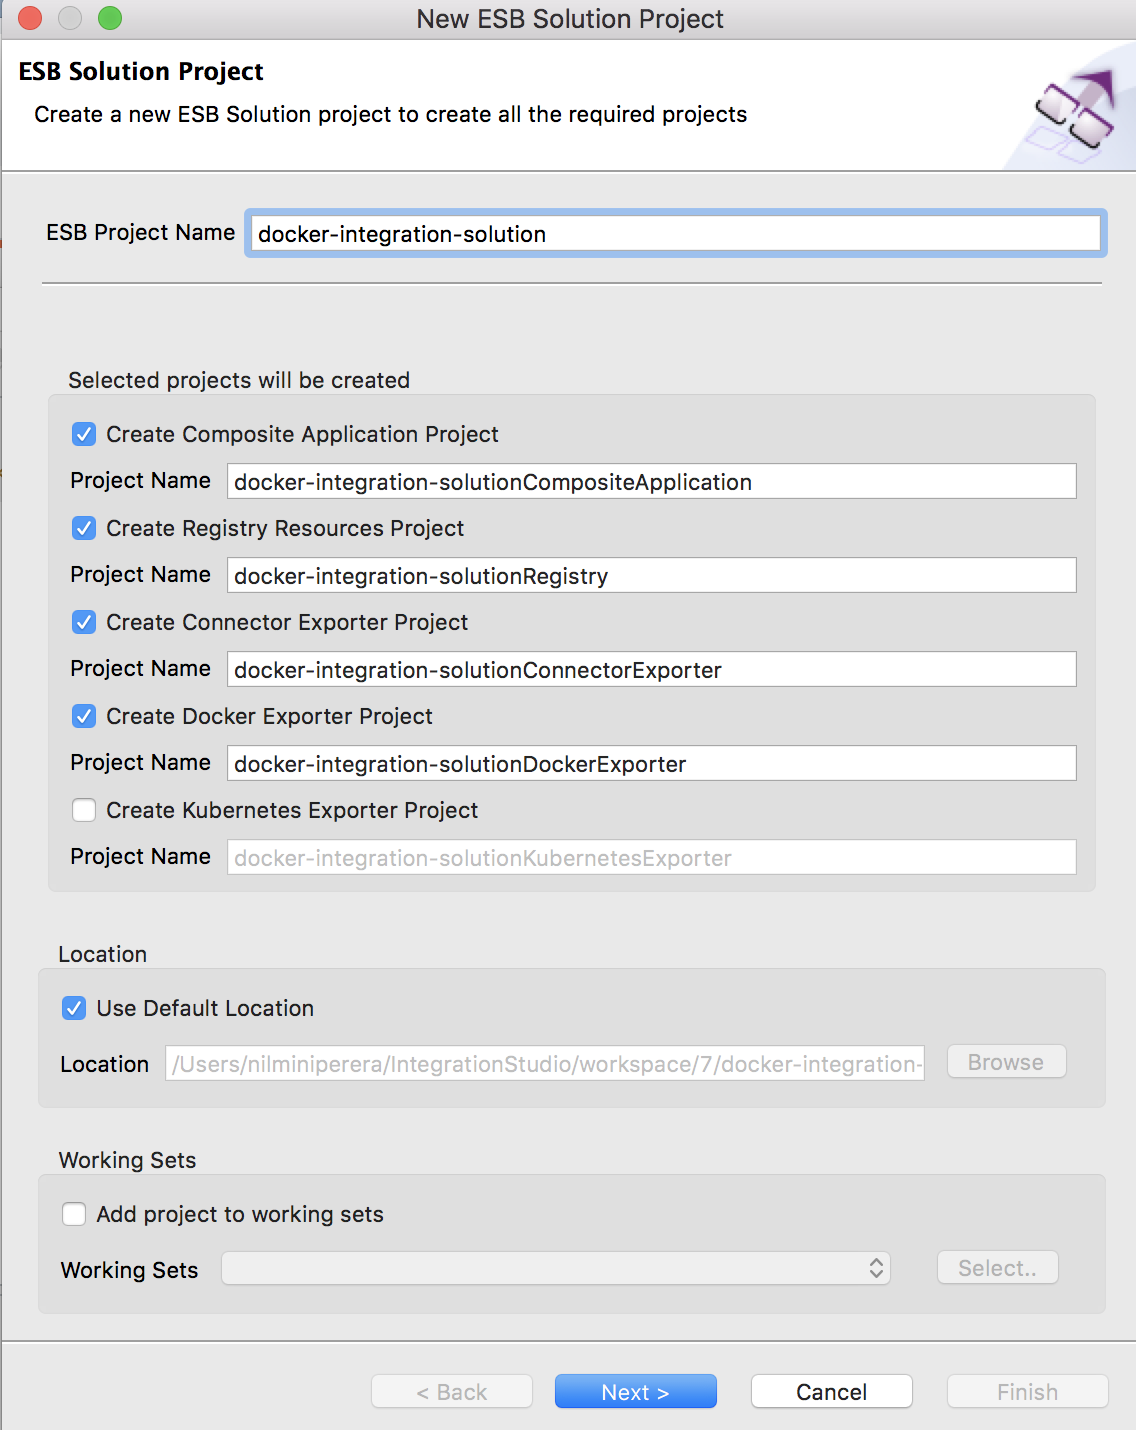 New ESB Solution Project
ESB Solution Project
Create a new ESB Solution project to create all the required projects
ESB Project Name docker-integration-solution
Selected projects will be created
Create Composite Application Project
Project Name docker-integration-solutionCompositeApplication
Create Registry Resources Project
Project Name docker-integration-solutionRegistry
Create Connector Exporter Project
Project Name docker-integration-solutionConnectorExporter
Create Docker Exporter Project
Project Name docker-integration-solutionDockerExporter
Create Kubernetes Exporter Project
Project Name docker-integration-solutionKubernetesExporter
Location
Use Default Location
Location /Users/nilminiperera/IntegrationStudio/workspace/7/docker-integration- Browse
Working Sets
Add project to working sets
Working Sets Select..
< Back Next > Cancel Finish